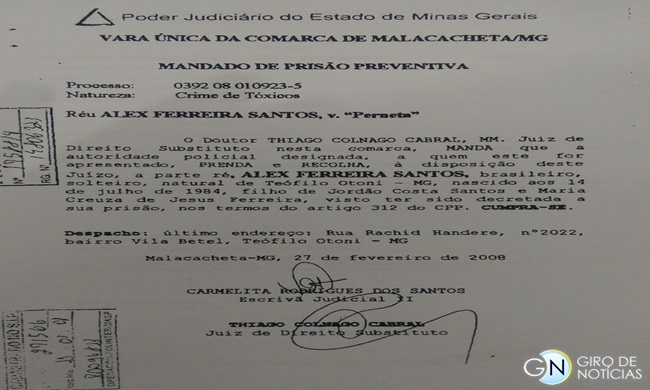 Poder Judiciário do Estado de Minas Gerais
VARA ÚNICA DA COMARCA DE MALACACHETA/MG
MANDADO DE PRISÃO PREVENTIVA
Processo: 0392 08 010923-5
Natureza: Crime de Tóxicos
Réu ALEX FERREIRA SANTOS, v. "Perneta"
O Doutor THIAGO COLNAGO CABRAL, MM. Juiz de
Direito Substituto nesta comarca, MANDA que a
autoridade policial designada, a quem este for
apresentado, PRENDA e RECOLHA, à disposição deste
Juízo, a parte ré, ALEX FERREIRA SANTOS, brasileiro,
solteiro, natural de Teófilo Otoni - MG, nascido aos 14
de julho de 1984, filho de Jordão Costa Santos e Maria
Creuza de Jesus Ferreira, visto ter sido decretada a
sua prisão, nos termos do artigo 312 do CPP. CUMPRA-SE.
Despacho: último endereço: Rua Rachid Handere, nº2022,
bairro Vila Betel, Teófilo Otoni - MG
Malacacheta-MG, 27 de fevereiro de 2008
CARMELITA RODRIGUES DOS SANTOS
Escrivã Judicial II
THIAGO COLNAGO CABRAL
Juiz de Direito Substituto
Nº
RG. Nº
GN GIRO DE
NOTÍCIAS